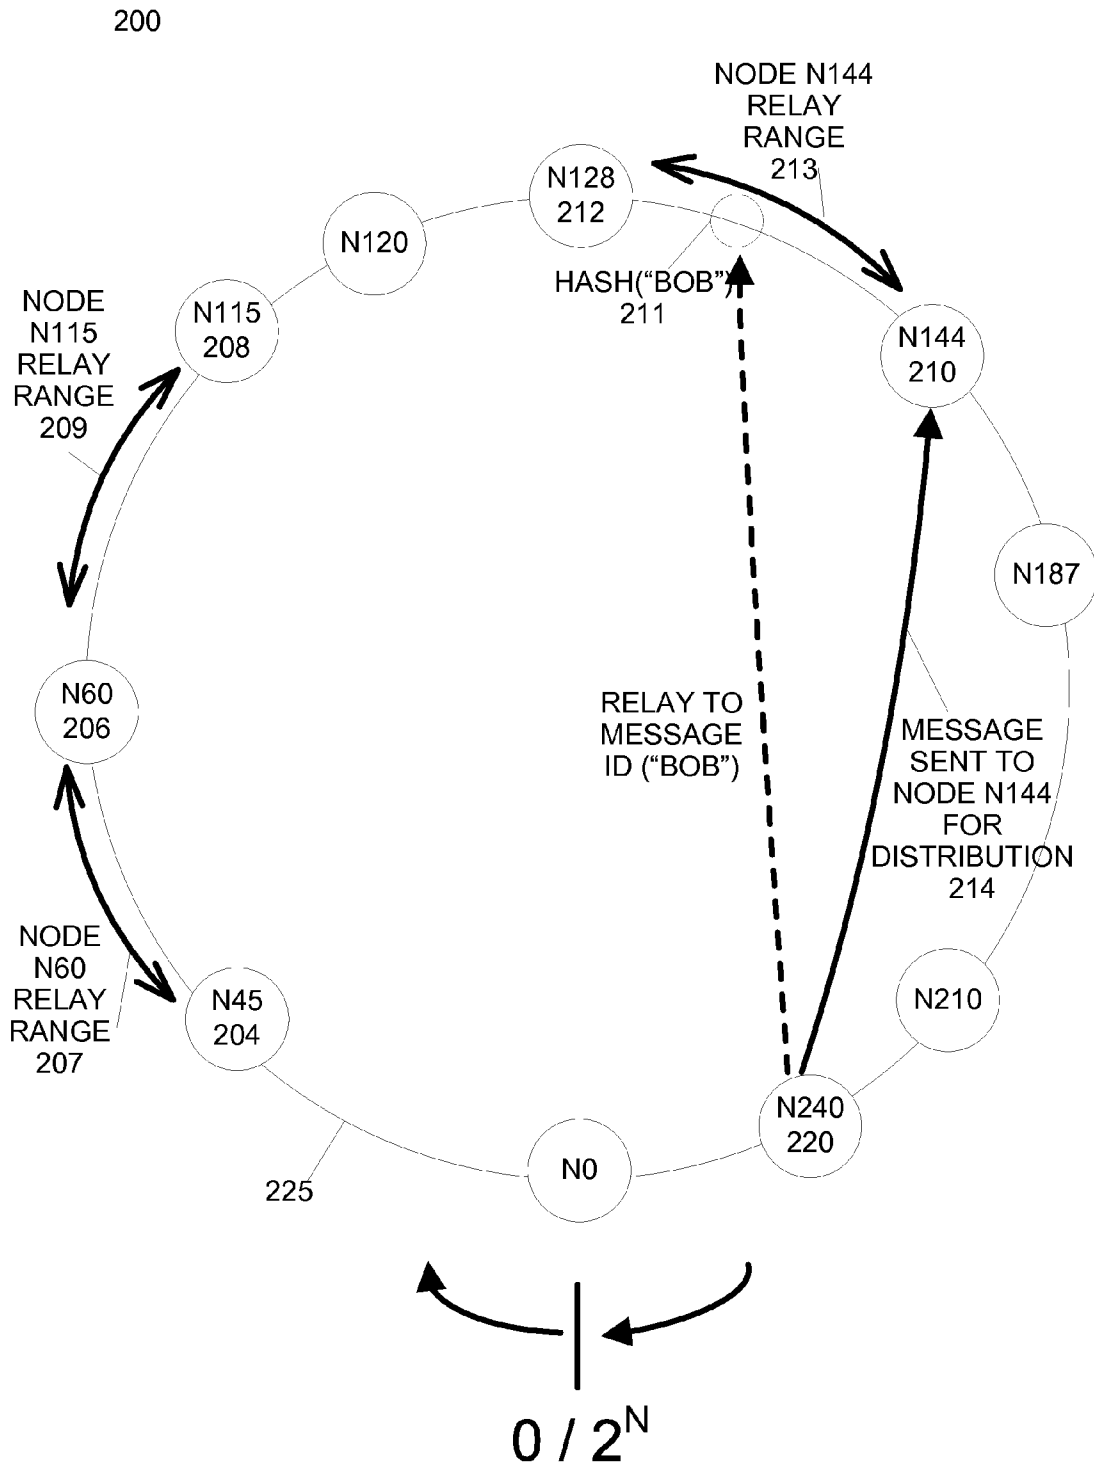 200
NODE N144
RELAY
RANGE
213
N128
212
N120
HASH("BOB")
211
NODE
N115
RELAY
RANGE
209
N115
208
N144
210
N187
N60
206
RELAY TO
MESSAGE
ID ("BOB")
MESSAGE
SENT TO
NODE N144
FOR
DISTRIBUTION
214
NODE
N60
RELAY
RANGE
207
N45
204
N210
N240
220
N0
225
0 / 2^N